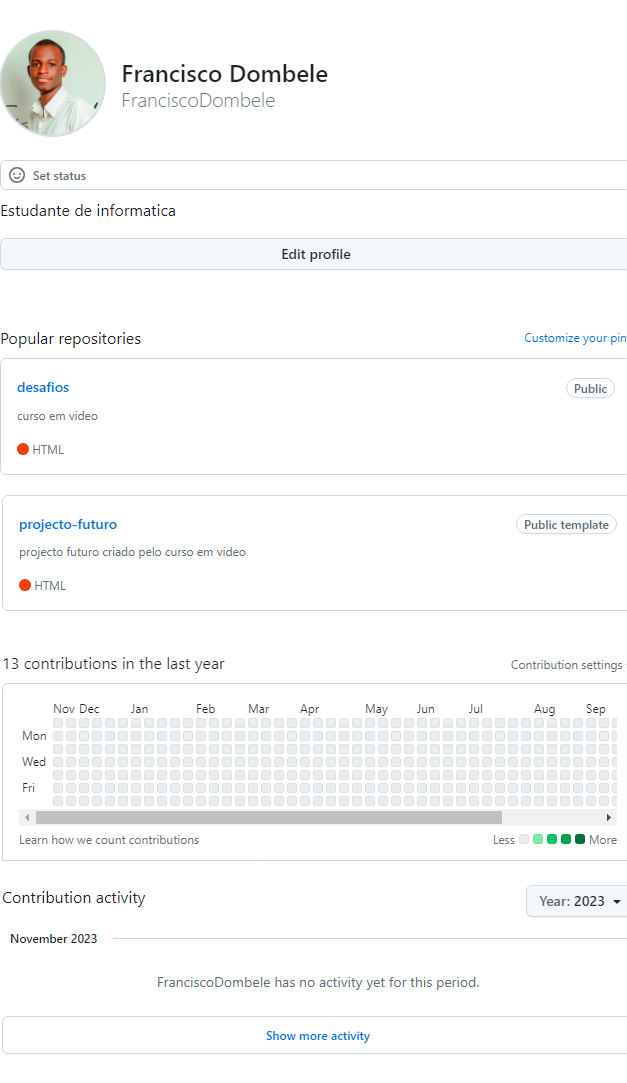 Francisco Dombele
FranciscoDombele
Set status
Estudante de informatica
Edit profile
Popular repositories
Customize your pin
desafios
Public
curso em video
HTML
projecto-futuro
Public template
projecto futuro criado pelo curso em video
HTML
13 contributions in the last year
Contribution settings
Nov Dec Jan Feb Mar Apr May Jun Jul Aug Sep
Mon
Wed
Fri
Learn how we count contributions
Less
More
Contribution activity
Year: 2023
November 2023
FranciscoDombele has no activity yet for this period.
Show more activity